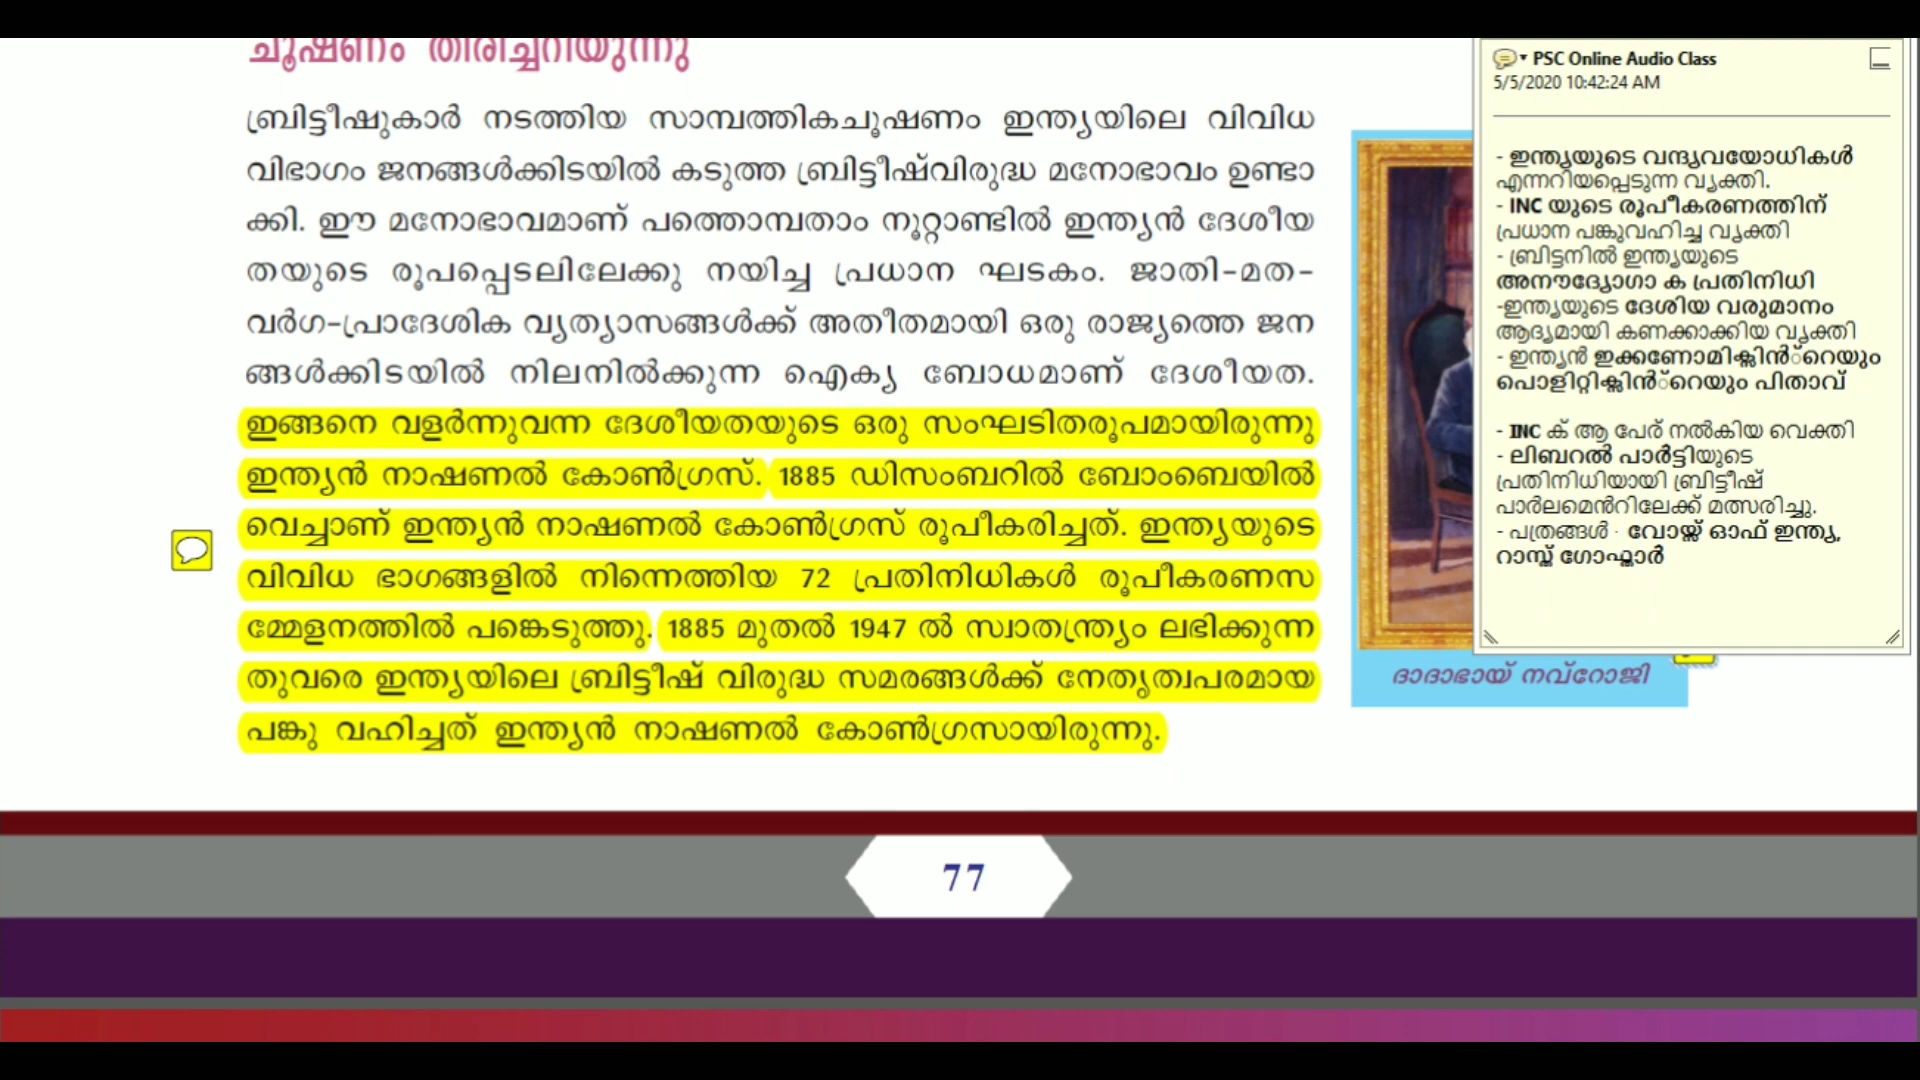 ചൂഷണം തിരിച്ചറിയുന്നു
ബ്രിട്ടീഷുകാർ നടത്തിയ സാമ്പത്തികചൂഷണം ഇന്ത്യയിലെ വിവിധ
വിഭാഗം ജനങ്ങൾക്കിടയിൽ കടുത്ത ബ്രിട്ടീഷ്‌വിരുദ്ധ മനോഭാവം ഉണ്ടാ
ക്കി. ഈ മനോഭാവമാണ് പത്തൊമ്പതാം നൂറ്റാണ്ടിൽ ഇന്ത്യൻ ദേശീയ
തയുടെ രൂപപ്പെടലിലേക്കു നയിച്ച പ്രധാന ഘടകം. ജാതി-മത-
വർഗ-പ്രാദേശിക വ്യത്യാസങ്ങൾക്ക് അതീതമായി ഒരു രാജ്യത്തെ ജന
ങ്ങൾക്കിടയിൽ നിലനിൽക്കുന്ന ഐക്യ ബോധമാണ് ദേശീയത.
ഇങ്ങനെ വളർന്നുവന്ന ദേശീയതയുടെ ഒരു സംഘടിതരൂപമായിരുന്നു
ഇന്ത്യൻ നാഷണൽ കോൺഗ്രസ്. 1885 ഡിസംബറിൽ ബോംബെയിൽ
വെച്ചാണ് ഇന്ത്യൻ നാഷണൽ കോൺഗ്രസ് രൂപീകരിച്ചത്. ഇന്ത്യയുടെ
വിവിധ ഭാഗങ്ങളിൽ നിന്നെത്തിയ 72 പ്രതിനിധികൾ രൂപീകരണസ
മ്മേളനത്തിൽ പങ്കെടുത്തു. 1885 മുതൽ 1947 ൽ സ്വാതന്ത്ര്യം ലഭിക്കുന്ന
തുവരെ ഇന്ത്യയിലെ ബ്രിട്ടീഷ് വിരുദ്ധ സമരങ്ങൾക്ക് നേതൃത്വപരമായ
പങ്കു വഹിച്ചത് ഇന്ത്യൻ നാഷണൽ കോൺഗ്രസായിരുന്നു.
ദാദാഭായ് നവ്റോജി
PSC Online Audio Class
5/5/2020 10:42:24 AM
- ഇന്ത്യയുടെ വന്ദ്യവയോധികൾ
എന്നറിയപ്പെടുന്ന വ്യക്തി.
- INC യുടെ രൂപീകരണത്തിന്
പ്രധാന പങ്കുവഹിച്ച വ്യക്തി
- ബ്രിട്ടനിൽ ഇന്ത്യയുടെ
അനൗദ്യോഗാ ക പ്രതിനിധി
-ഇന്ത്യയുടെ ദേശിയ വരുമാനം
ആദ്യമായി കണക്കാക്കിയ വ്യക്തി
- ഇന്ത്യൻ ഇക്കണോമിക്സിൻ്റെയും
പൊളിറ്റിക്സിൻ്റെയും പിതാവ്
- INC ക് ആ പേര് നൽകിയ വെക്തി
- ലിബറൽ പാർട്ടിയുടെ
പ്രതിനിധിയായി ബ്രിട്ടീഷ്
പാർലമെൻറിലേക്ക് മത്സരിച്ചു.
- പത്രങ്ങൾ · വോയ്സ് ഓഫ് ഇന്ത്യ,
റാസ്ത് ഗോഫ്താർ
77